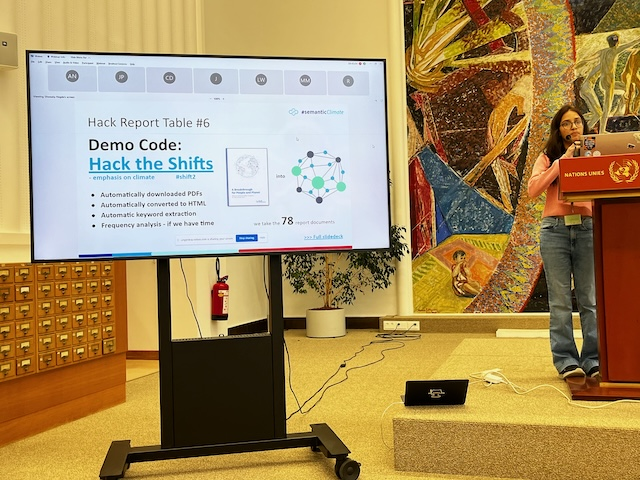 AN JP CD J LW MM R
#semanticClimate
Hack Report Table #6
Demo Code:
Hack the Shifts
- emphasis on climate #shift2
Automatically downloaded PDFs
Automatically converted to HTML
Automatic keyword extraction
Frequency analysis - if we have time
into
we take the 78 report documents
>>> Full slidedeck
NATIONS UNIES